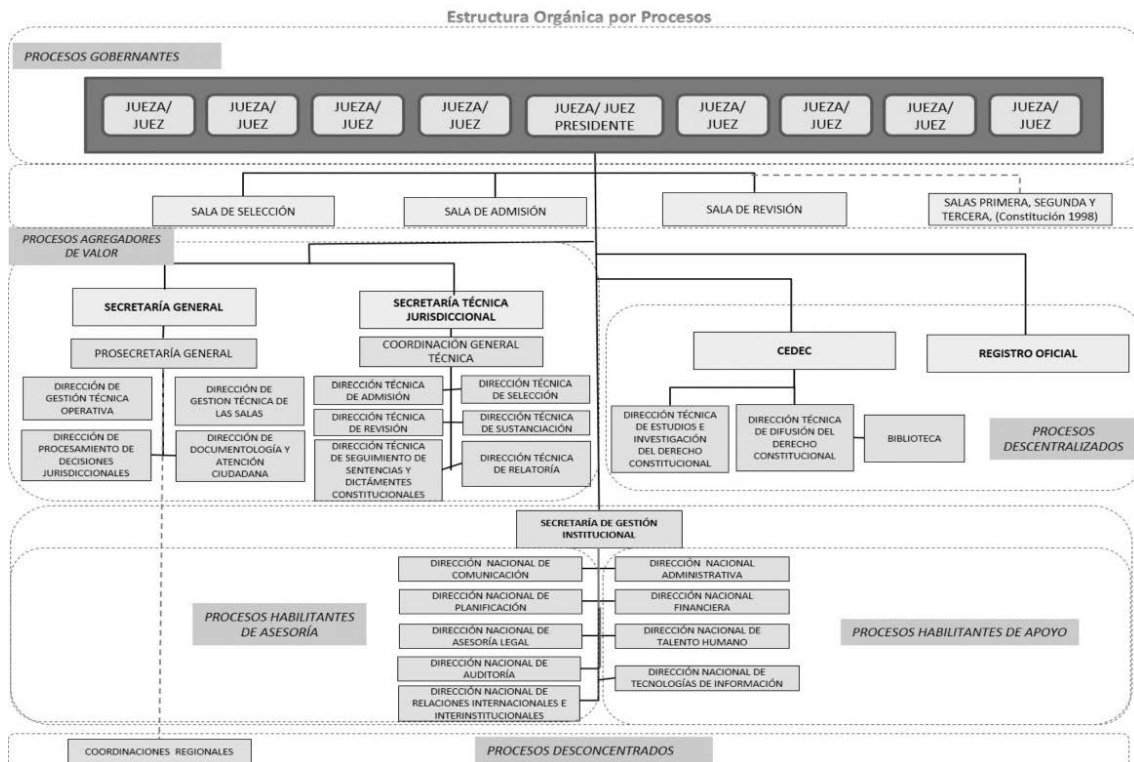 Estructura Orgánica por Procesos
PROCESOS GOBERNANTES
JUEZA/
JUEZ
JUEZA/
JUEZ
JUEZA/
JUEZ
JUEZA/
JUEZ
JUEZA/ JUEZ
PRESIDENTE
JUEZA/
JUEZ
JUEZA/
JUEZ
JUEZA/
JUEZ
JUEZA/
JUEZ
SALA DE SELECCIÓN
SALA DE ADMISIÓN
SALA DE REVISIÓN
SALAS PRIMERA, SEGUNDA Y
TERCERA, (Constitución 1998)
PROCESOS AGREGADORES
DE VALOR
SECRETARÍA GENERAL
PROSECRETARÍA GENERAL
DIRECCIÓN DE
GESTIÓN TÉCNICA
OPERATIVA
DIRECCIÓN DE
GESTION TÉCNICA DE
LAS SALAS
DIRECCIÓN DE
PROCESAMIENTO DE
DECISIONES
JURISDICCIONALES
DIRECCIÓN DE
DOCUMENTOLOGÍA Y
ATENCIÓN
CIUDADANA
SECRETARÍA TÉCNICA
JURISDICCIONAL
COORDINACIÓN GENERAL
TÉCNICA
DIRECCIÓN TÉCNICA
DE ADMISIÓN
DIRECCIÓN TÉCNICA
DE SELECCIÓN
DIRECCIÓN TÉCNICA
DE REVISIÓN
DIRECCIÓN TÉCNICA
DE SUSTANCIACIÓN
DIRECCIÓN TÉCNICA
DE SEGUIMIENTO DE
SENTENCIAS Y
DICTÁMENTES
CONSTITUCIONALES
DIRECCIÓN TÉCNICA
DE RELATORÍA
CEDEC
REGISTRO OFICIAL
DIRECCIÓN TÉCNICA
DE ESTUDIOS E
INVESTIGACIÓN
DEL DERECHO
CONSTITUCIONAL
DIRECCIÓN TÉCNICA
DE DIFUSIÓN DEL
DERECHO
CONSTITUCIONAL
BIBLIOTECA
PROCESOS
DESCENTRALIZADOS
SECRETARÍA DE GESTIÓN
INSTITUCIONAL
PROCESOS HABILITANTES
DE ASESORÍA
DIRECCIÓN NACIONAL DE
COMUNICACIÓN
DIRECCIÓN NACIONAL
ADMINISTRATIVA
DIRECCIÓN NACIONAL DE
PLANIFICACIÓN
DIRECCIÓN NACIONAL
FINANCIERA
DIRECCIÓN NACIONAL DE
ASESORÍA LEGAL
DIRECCIÓN NACIONAL DE
TALENTO HUMANO
DIRECCIÓN NACIONAL DE
AUDITORÍA
DIRECCIÓN NACIONAL DE
TECNOLOGÍAS DE INFORMACIÓN
DIRECCIÓN NACIONAL DE
RELACIONES INTERNACIONALES E
INTERINSTITUCIONALES
PROCESOS HABILITANTES DE APOYO
COORDINACIONES REGIONALES
PROCESOS DESCONCENTRADOS